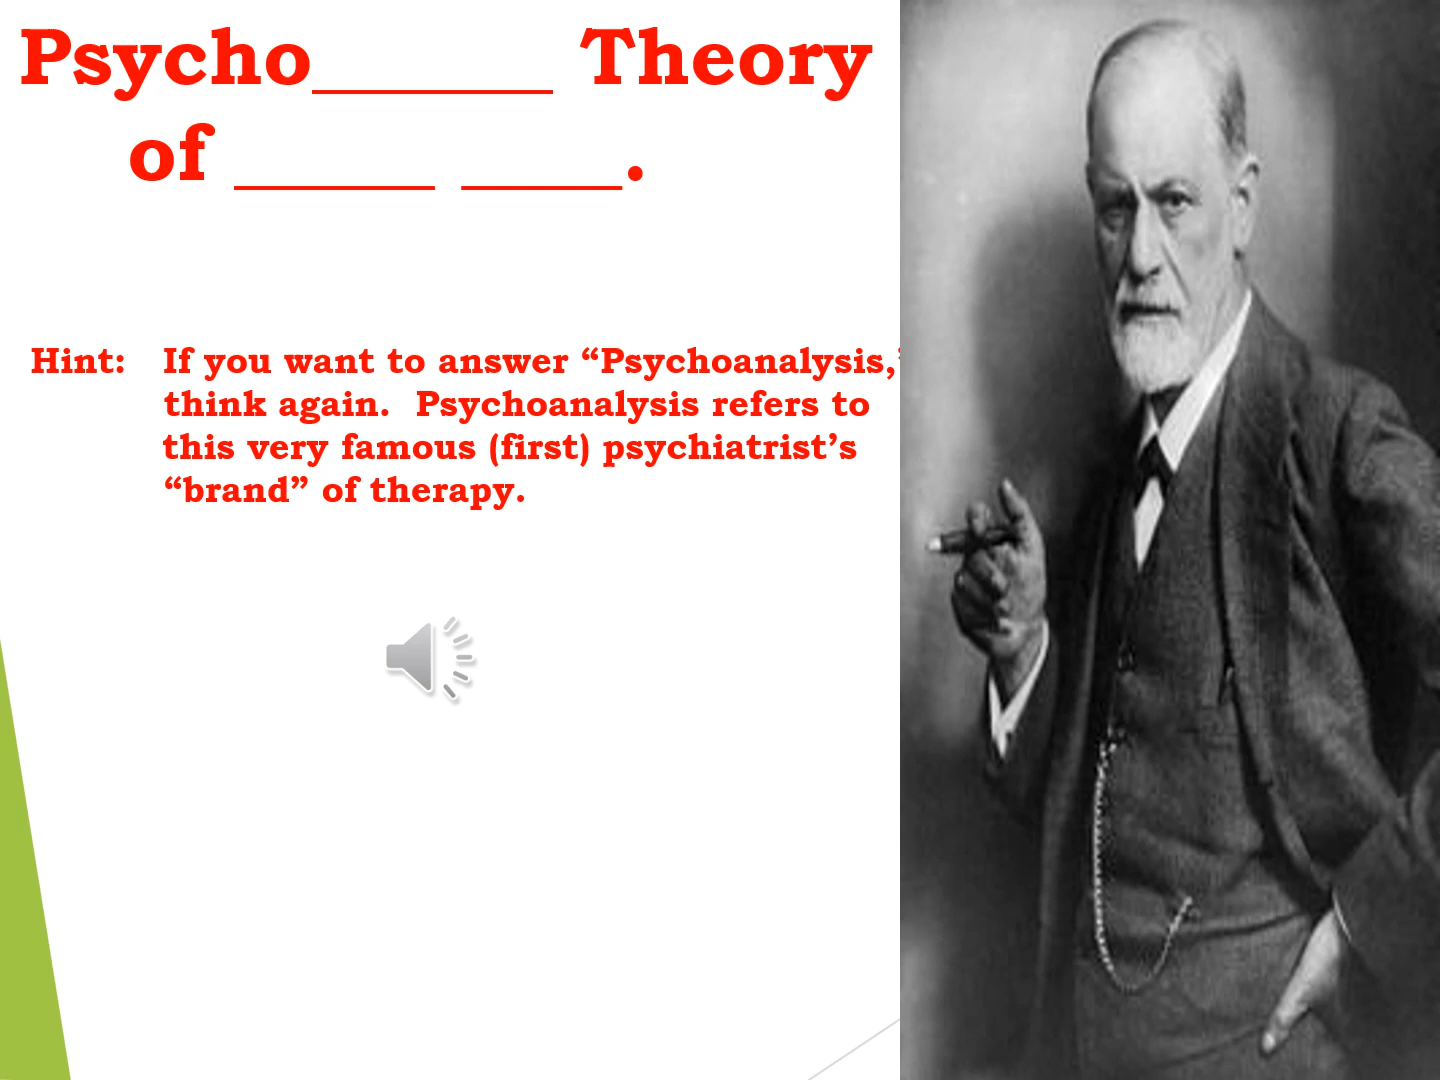 Psycho______ Theory
of _____ ____.
Hint: If you want to answer “Psychoanalysis,”
think again. Psychoanalysis refers to
this very famous (first) psychiatrist’s
“brand” of therapy.